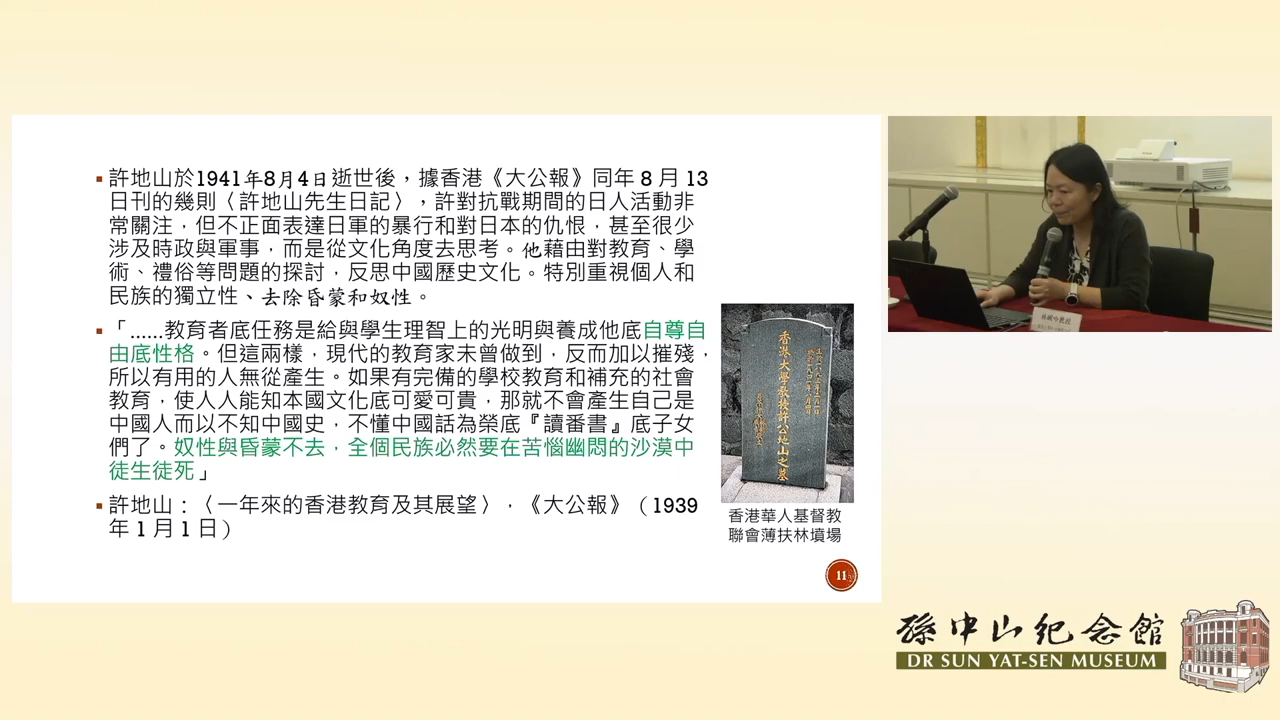 許地山於1941年8月4日逝世後，據香港《大公報》同年 8 月 13
日刊的幾則〈許地山先生日記〉，許對抗戰期間的日人活動非
常關注，但不正面表達日軍的暴行和對日本的仇恨，甚至很少
涉及時政與軍事，而是從文化角度去思考。他藉由對教育、學
術、禮俗等問題的探討，反思中國歷史文化。特別重視個人和
民族的獨立性、去除昏蒙和奴性。
「……教育者底任務是給與學生理智上的光明與養成他底自尊自
由底性格。但這兩樣，現代的教育家未曾做到，反而加以摧殘，
所以有用的人無從產生。如果有完備的學校教育和補充的社會
教育，使人人能知本國文化底可愛可貴，那就不會產生自己是
中國人而以不知中國史，不懂中國話為榮底『讀番書』底子女
們了。奴性與昏蒙不去，全個民族必然要在苦惱幽悶的沙漠中
徒生徒死」
許地山：〈一年來的香港教育及其展望〉，《大公報》（1939
年 1 月 1 日）
香港大學教授許公地山之墓
香港華人基督教
聯會薄扶林墳場
11
孫中山紀念館
DR SUN YAT-SEN MUSEUM